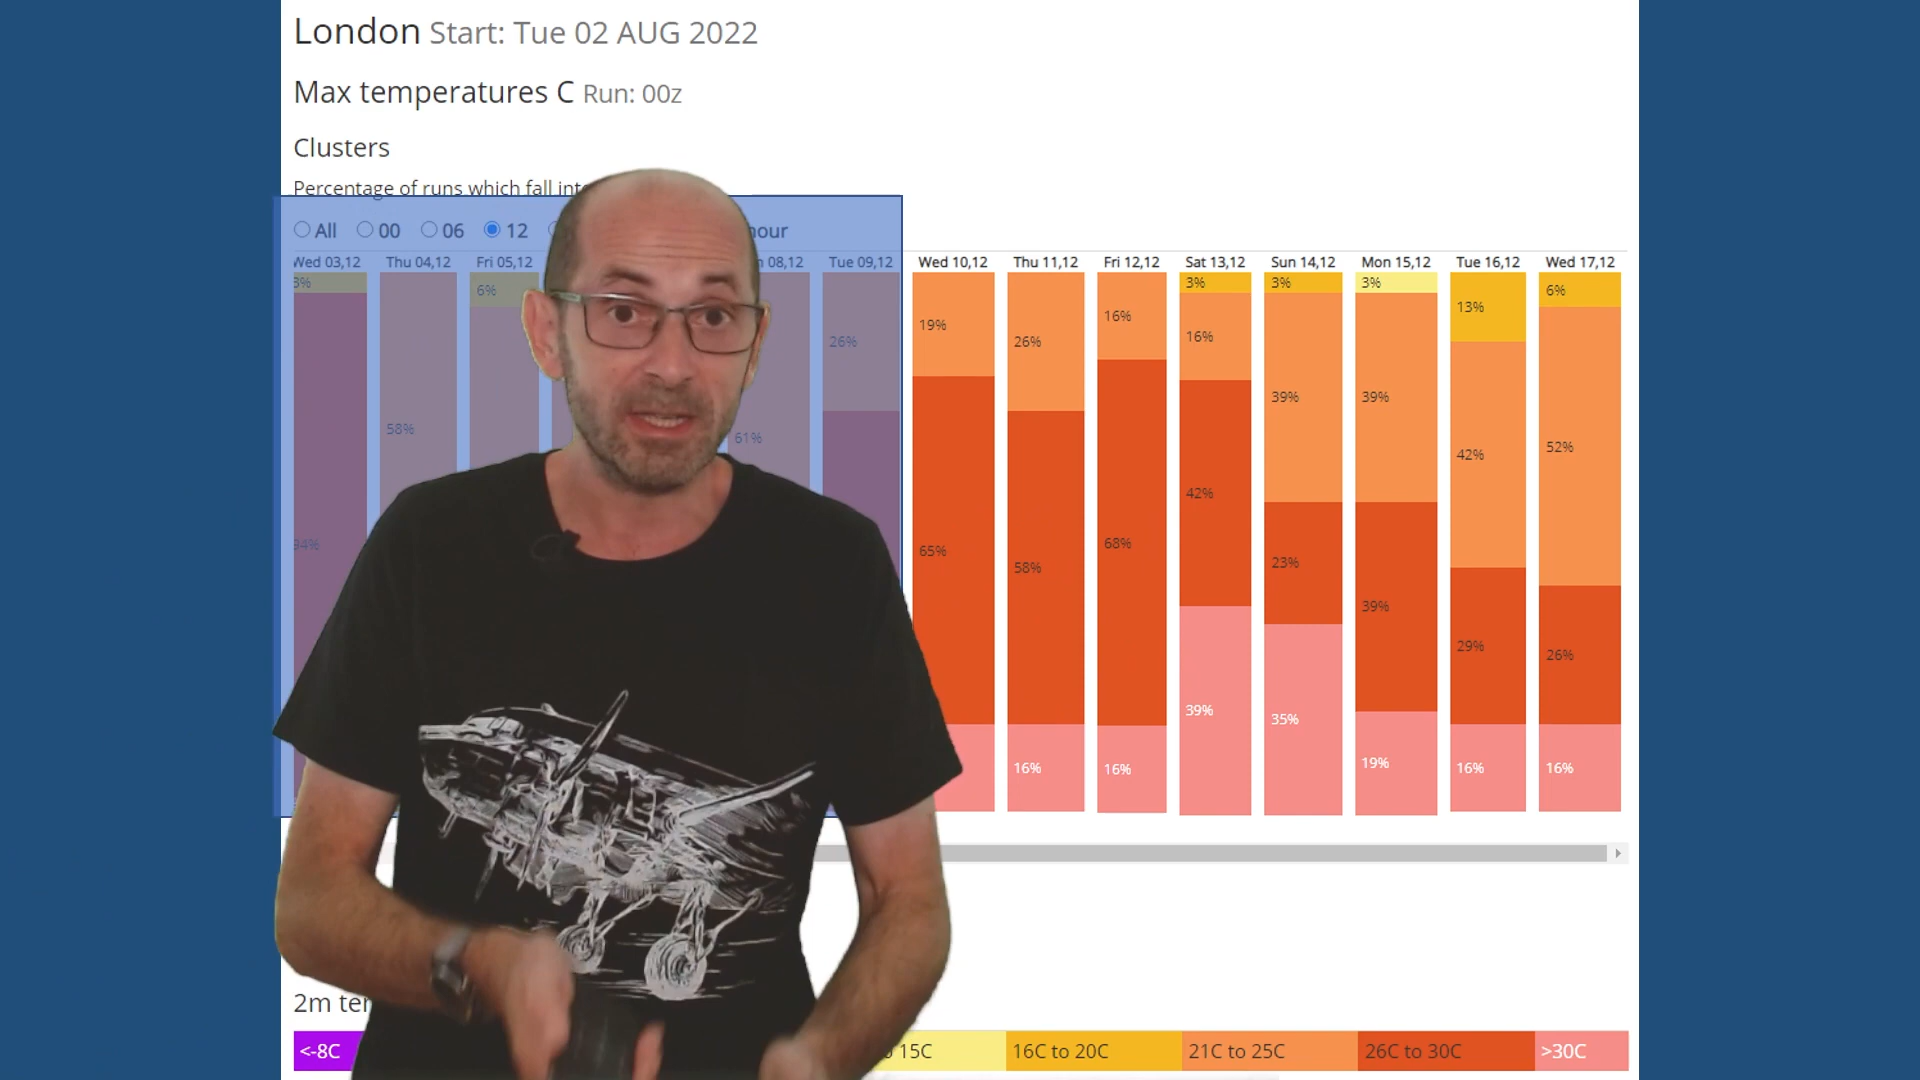 London Start: Tue 02 AUG 2022
Max temperatures C Run: 00z
Clusters
Percentage of runs which fall
All 00 06 12 hour
Wed 03,12 Thu 04,12 Fri 05,12 08,12 Tue 09,12 Wed 10,12 Thu 11,12 Fri 12,12 Sat 13,12 Sun 14,12 Mon 15,12 Tue 16,12 Wed 17,12
3% 6% 3% 3% 3% 13% 6%
58% 61% 26% 19% 26% 16% 16% 39% 39% 42% 52%
94% 65% 58% 68% 42% 23% 39% 29% 26%
16% 16% 39% 35% 19% 16% 16%
2m
<-8C 15C 16C to 20C 21C to 25C 26C to 30C >30C